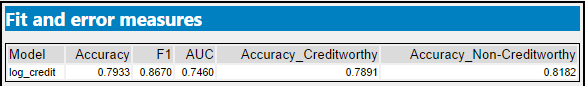 Fit and error measures
Model Accuracy F1 AUC Accuracy_Creditworthy Accuracy_Non-Creditworthy
log_credit 0.7933 0.8670 0.7460 0.7891 0.8182